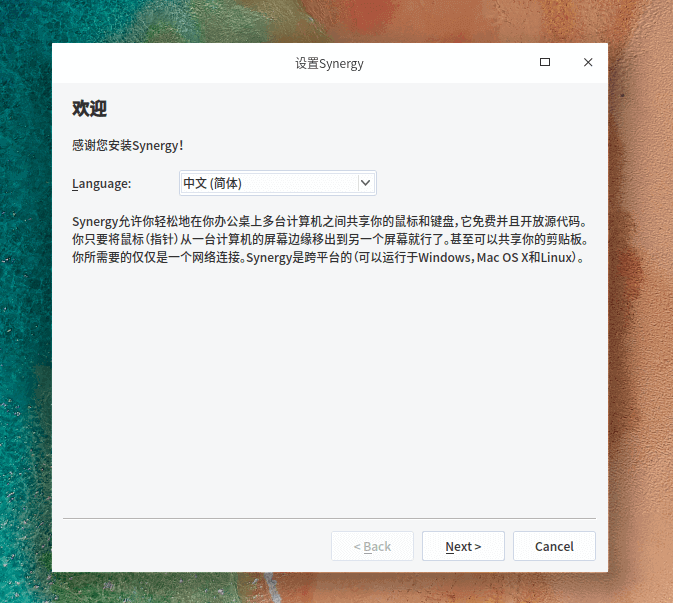 设置Synergy
欢迎
感谢您安装Synergy！
Language:
中文 (简体)
Synergy允许你轻松地在你办公桌上多台计算机之间共享你的鼠标和键盘，它免费并且开放源代码。
你只要将鼠标（指针）从一台计算机的屏幕边缘移出到另一个屏幕就行了。甚至可以共享你的剪贴板。
你所需要的仅仅是一个网络连接。Synergy是跨平台的（可以运行于Windows，Mac OS X和Linux）。
< Back
Next >
Cancel